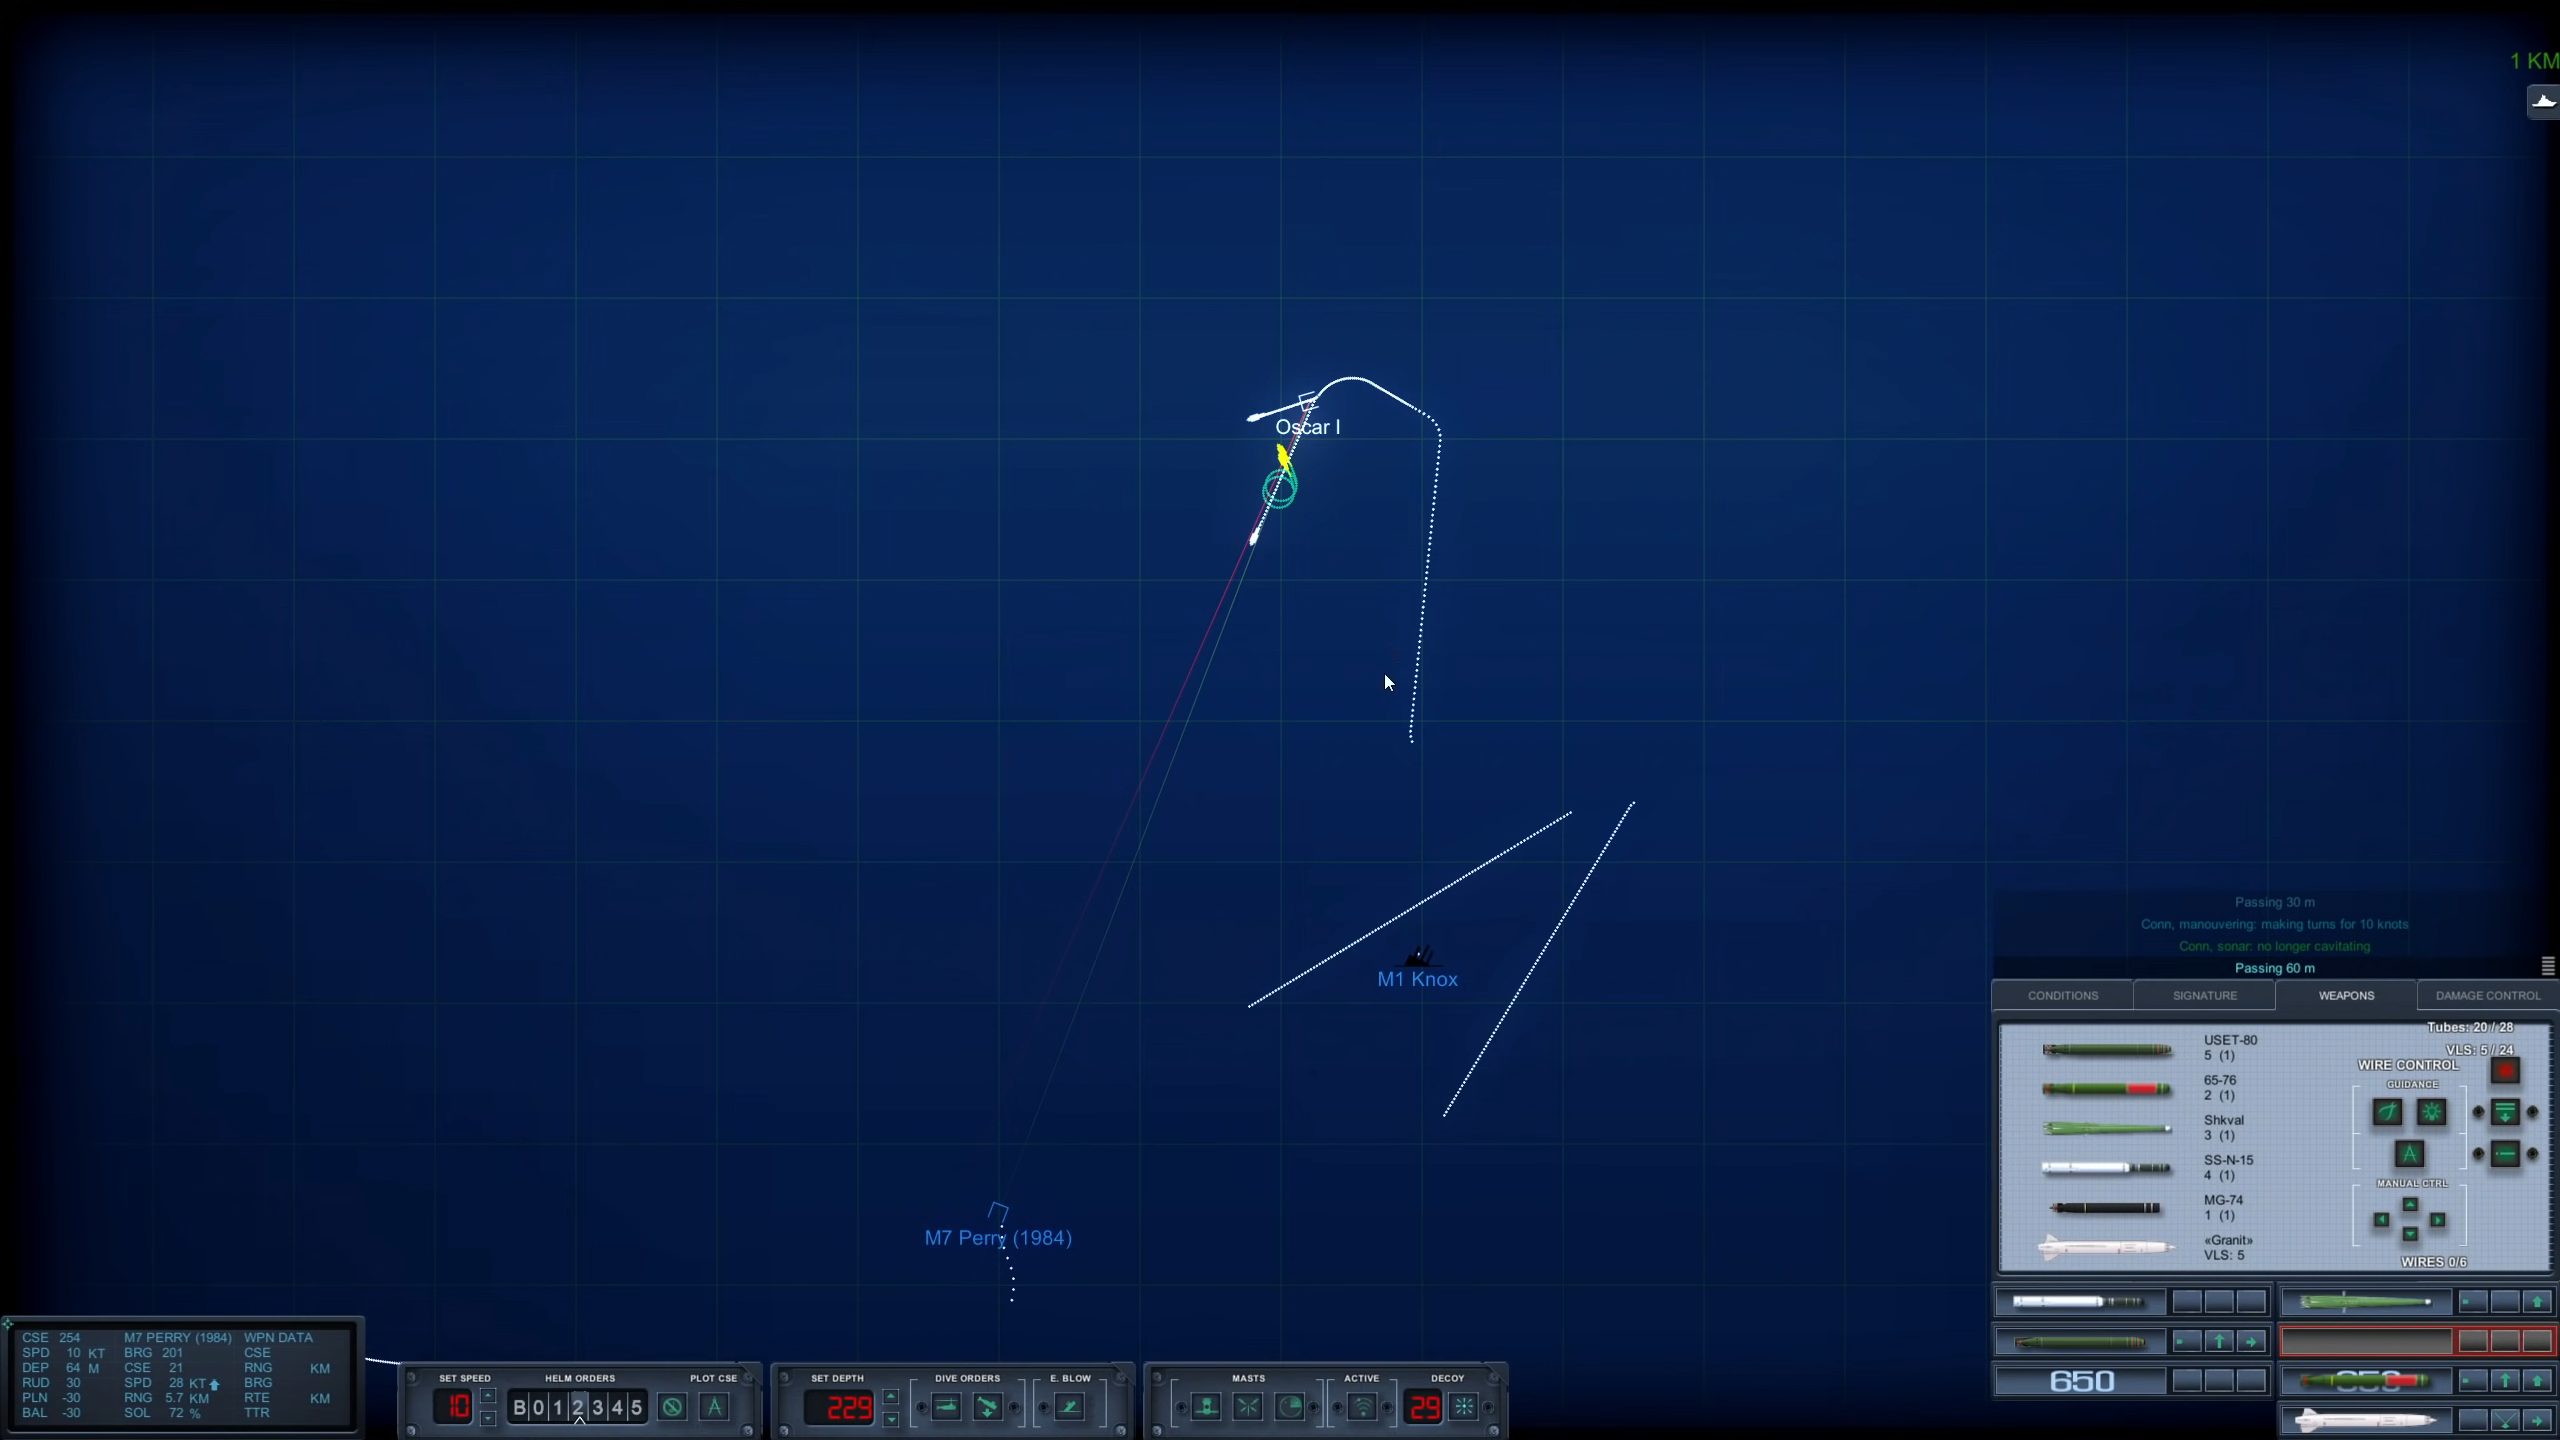 1 KM
Oscar I
M1 Knox
M7 Perry (1984)
Passing 30 m
Conn, manouvering: making turns for 10 knots
Conn, sonar: no longer cavitating
Passing 60 m
CONDITIONS
SIGNATURE
WEAPONS
DAMAGE CONTROL
Tubes: 20 / 28
VLS: 5 / 24
USET-80
5 (1)
65-76
2 (1)
Shkval
3 (1)
SS-N-15
4 (1)
MG-74
1 (1)
«Granit»
VLS: 5
WIRE CONTROL
GUIDANCE
MANUAL CTRL
WIRES 0/6
650
CSE 254 M7 PERRY (1984) WPN DATA
SPD 10 KT BRG 201 CSE
DEP 64 M CSE 21 RNG KM
RUD 30 SPD 28 KT BRG
PLN -30 RNG 5.7 KM RTE KM
BAL -30 SOL 72 % TTR
SET SPEED HELM ORDERS PLOT CSE
10 B 0 1 2 3 4 5
SET DEPTH DIVE ORDERS E. BLOW
229
MASTS ACTIVE DECOY
29